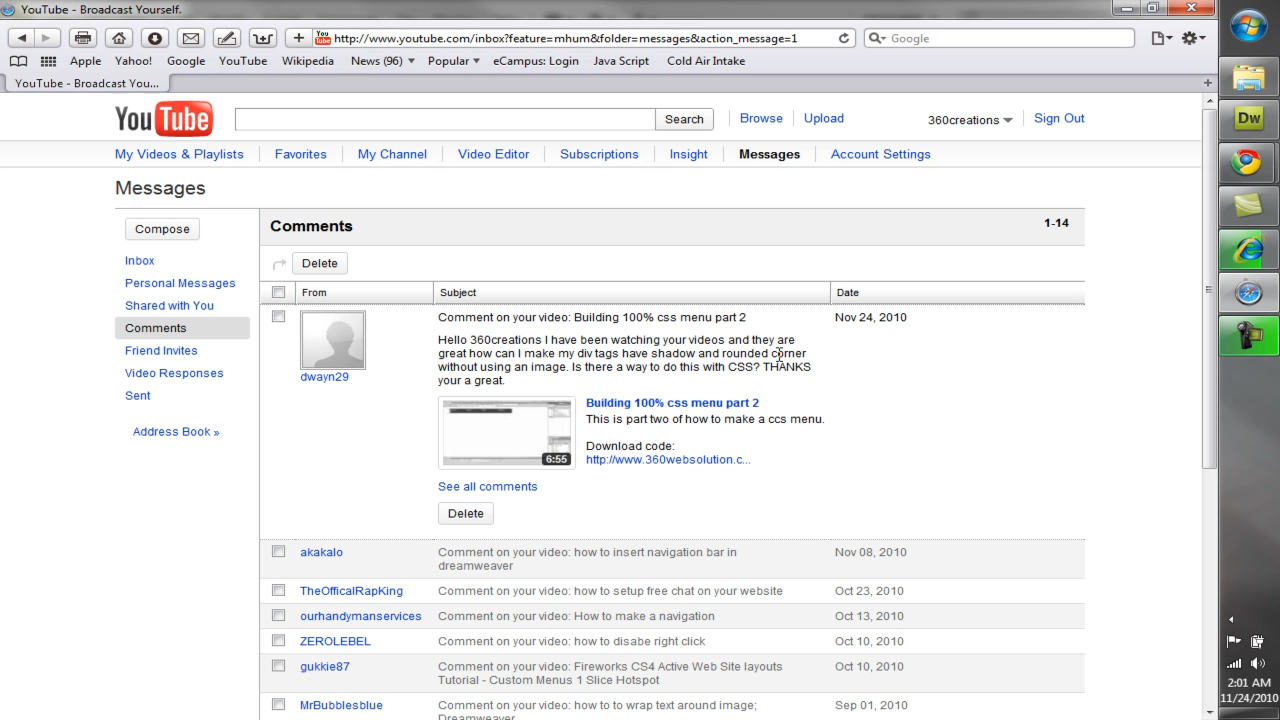 YouTube - Broadcast Yourself.
http://www.youtube.com/inbox?feature=mhum&folder=messages&action_message=1
Google
Apple Yahoo! Google YouTube Wikipedia News (96) Popular eCampus: Login Java Script Cold Air Intake
YouTube - Broadcast You...
YouTube
Search
Browse
Upload
360creations
Sign Out
My Videos & Playlists Favorites My Channel Video Editor Subscriptions Insight Messages Account Settings
Messages
Compose
Inbox
Personal Messages
Shared with You
Comments
Friend Invites
Video Responses
Sent
Address Book »
Comments
1-14
Delete
From Subject Date
dwayn29
Comment on your video: Building 100% css menu part 2
Nov 24, 2010
Hello 360creations I have been watching your videos and they are
great how can I make my div tags have shadow and rounded corner
without using an image. Is there a way to do this with CSS? THANKS
your a great.
6:55
Building 100% css menu part 2
This is part two of how to make a ccs menu.
Download code:
http://www.360websolution.c...
See all comments
Delete
akakalo Comment on your video: how to insert navigation bar in Nov 08, 2010
dreamweaver
TheOfficalRapKing Comment on your video: how to setup free chat on your website Oct 23, 2010
ourhandymanservices Comment on your video: How to make a navigation Oct 13, 2010
ZEROLEBEL Comment on your video: how to disabe right click Oct 10, 2010
gukkie87 Comment on your video: Fireworks CS4 Active Web Site layouts Oct 10, 2010
Tutorial - Custom Menus 1 Slice Hotspot
MrBubblesblue Comment on your video: how to to wrap text around image; Sep 01, 2010
Dreamweaver
Dw
2:01 AM
11/24/2010